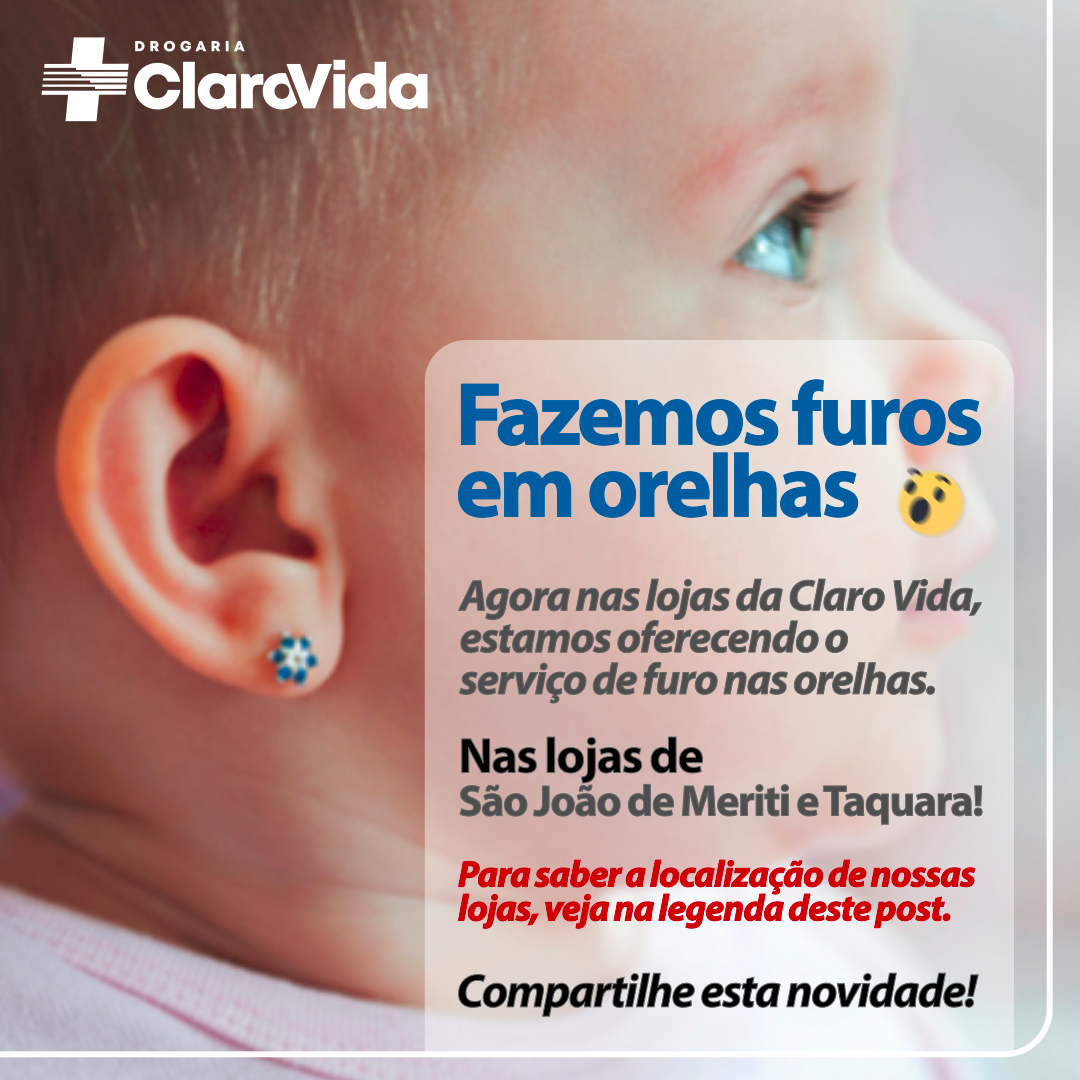 DROGARIA
ClaroVida
Fazemos furos
em orelhas
Agora nas lojas da Claro Vida,
estamos oferecendo o
serviço de furo nas orelhas.
Nas lojas de
São João de Meriti e Taquara!
Para saber a localização de nossas
lojas, veja na legenda deste post.
Compartilhe esta novidade!